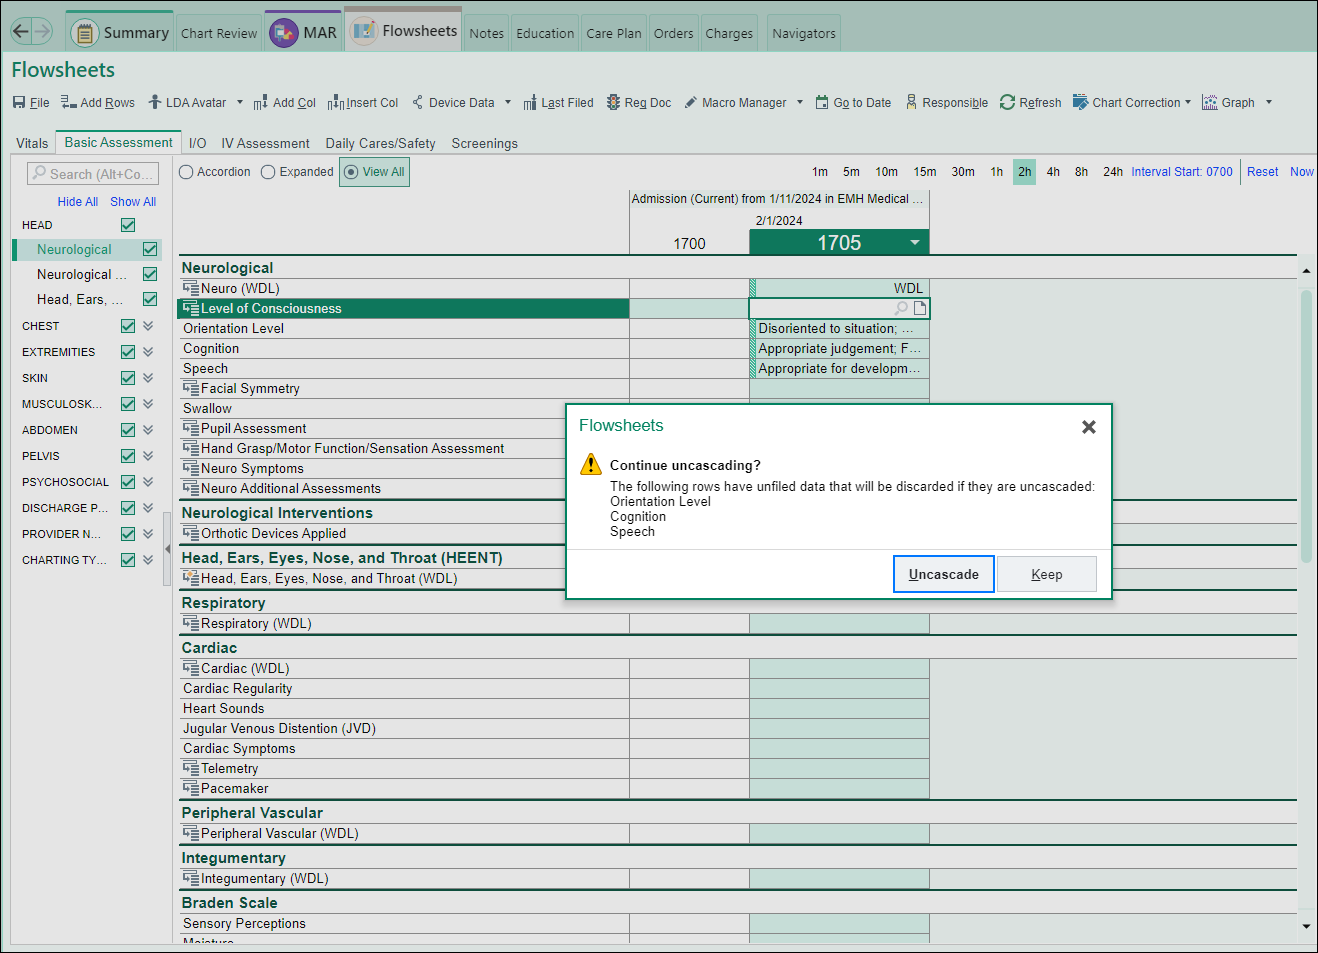 Summary Chart Review MAR Flowsheets Notes Education Care Plan Orders Charges Navigators
Flowsheets
File Add Rows LDA Avatar Add Col Insert Col Device Data Last Filed Req Doc Macro Manager Go to Date Responsible Refresh Chart Correction Graph
Vitals Basic Assessment I/O IV Assessment Daily Cares/Safety Screenings
Search (Alt+Co...
Accordion Expanded View All
1m 5m 10m 15m 30m 1h 2h 4h 8h 24h Interval Start: 0700 Reset Now
Hide All Show All
HEAD
Neurological
Neurological ...
Head, Ears, ...
CHEST
EXTREMITIES
SKIN
MUSCULOSK...
ABDOMEN
PELVIS
PSYCHOSOCIAL
DISCHARGE P...
PROVIDER N...
CHARTING TY...
Admission (Current) from 1/11/2024 in EMH Medical ...
2/1/2024
1700 1705
Neurological
Neuro (WDL) WDL
Level of Consciousness
Orientation Level Disoriented to situation; ...
Cognition Appropriate judgement; F...
Speech Appropriate for developm...
Facial Symmetry
Swallow
Pupil Assessment
Hand Grasp/Motor Function/Sensation Assessment
Neuro Symptoms
Neuro Additional Assessments
Neurological Interventions
Orthotic Devices Applied
Head, Ears, Eyes, Nose, and Throat (HEENT)
Head, Ears, Eyes, Nose, and Throat (WDL)
Respiratory
Respiratory (WDL)
Cardiac
Cardiac (WDL)
Cardiac Regularity
Heart Sounds
Jugular Venous Distention (JVD)
Cardiac Symptoms
Telemetry
Pacemaker
Peripheral Vascular
Peripheral Vascular (WDL)
Integumentary
Integumentary (WDL)
Braden Scale
Sensory Perceptions
Moisture
Flowsheets
Continue uncascading?
The following rows have unfiled data that will be discarded if they are uncascaded:
Orientation Level
Cognition
Speech
Uncascade Keep